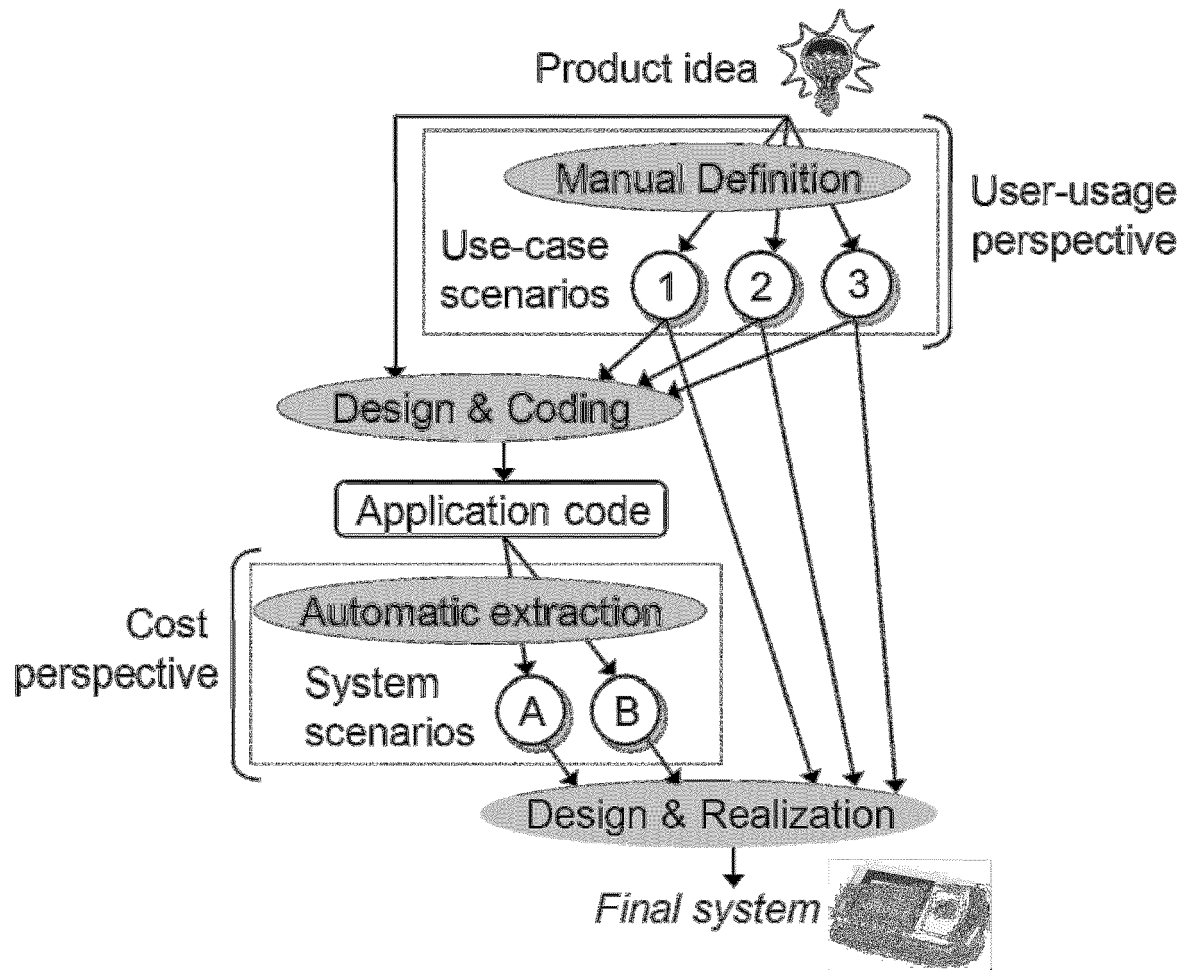 Product idea
Manual Definition
User-usage
perspective
Use-case
scenarios
1
2
3
Design & Coding
Application code
Automatic extraction
Cost
perspective
System
scenarios
A
B
Design & Realization
Final system